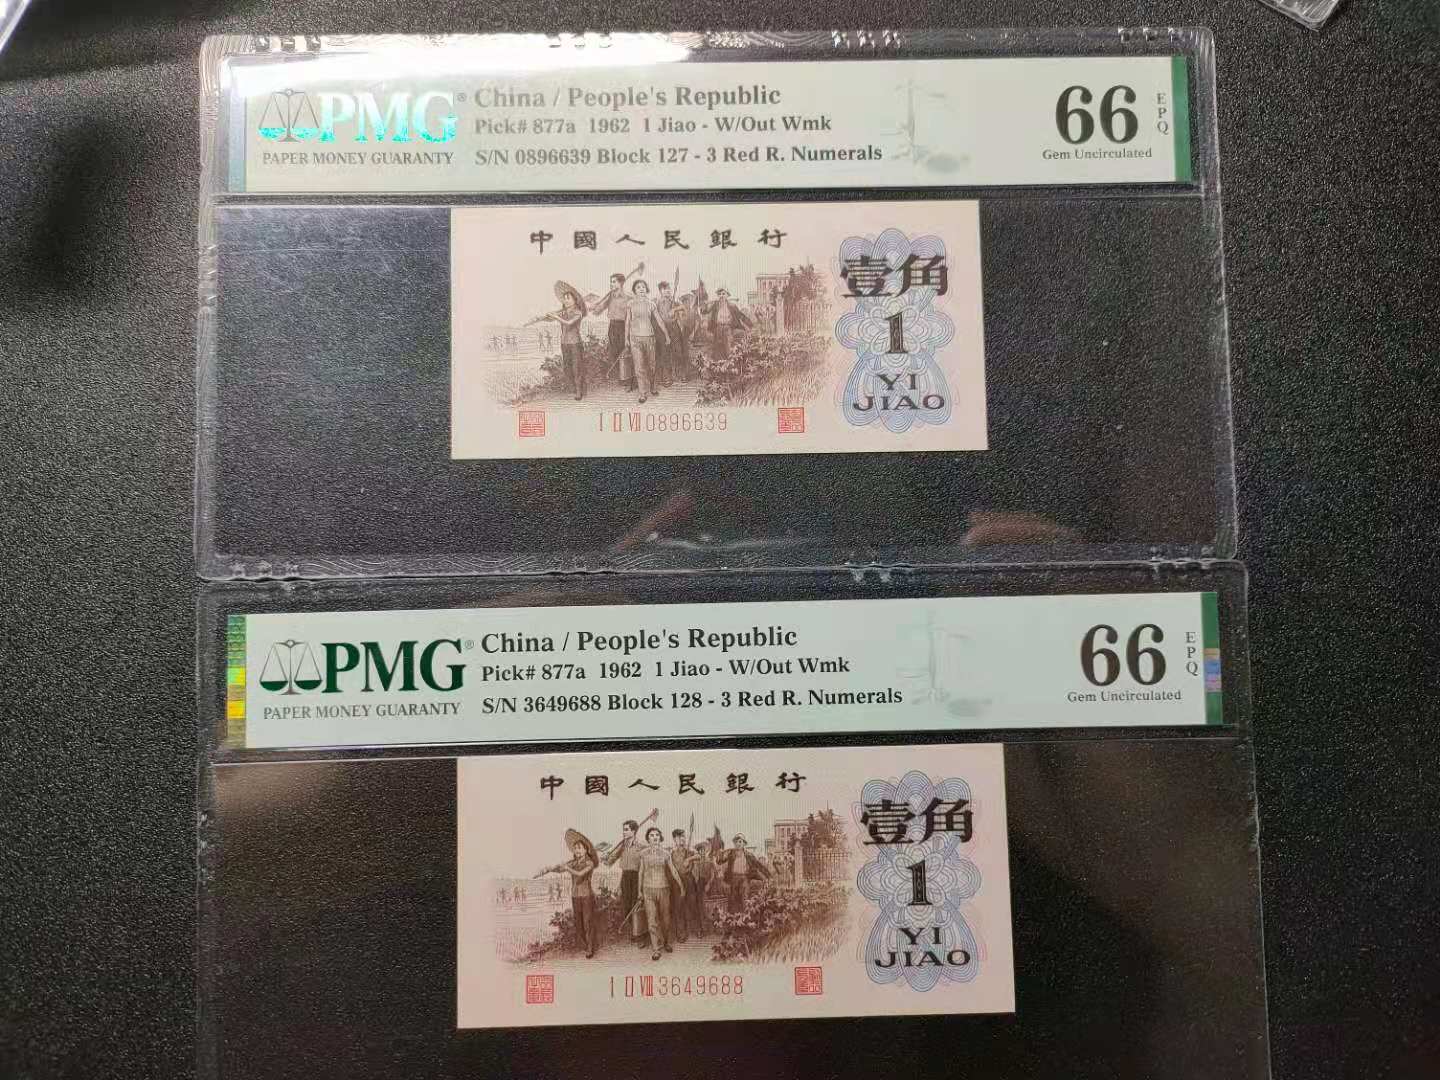 PMG®
PAPER MONEY GUARANTY
China / People's Republic
Pick# 877a 1962 1 Jiao - W/Out Wmk
S/N 0896639 Block 127 - 3 Red R. Numerals
66 EPQ
Gem Uncirculated
中國人民銀行
壹角
1
YI
JIAO
I II VII 0896639
PMG®
PAPER MONEY GUARANTY
China / People's Republic
Pick# 877a 1962 1 Jiao - W/Out Wmk
S/N 3649688 Block 128 - 3 Red R. Numerals
66 EPQ
Gem Uncirculated
中國人民銀行
壹角
1
YI
JIAO
I II VIII 3649688